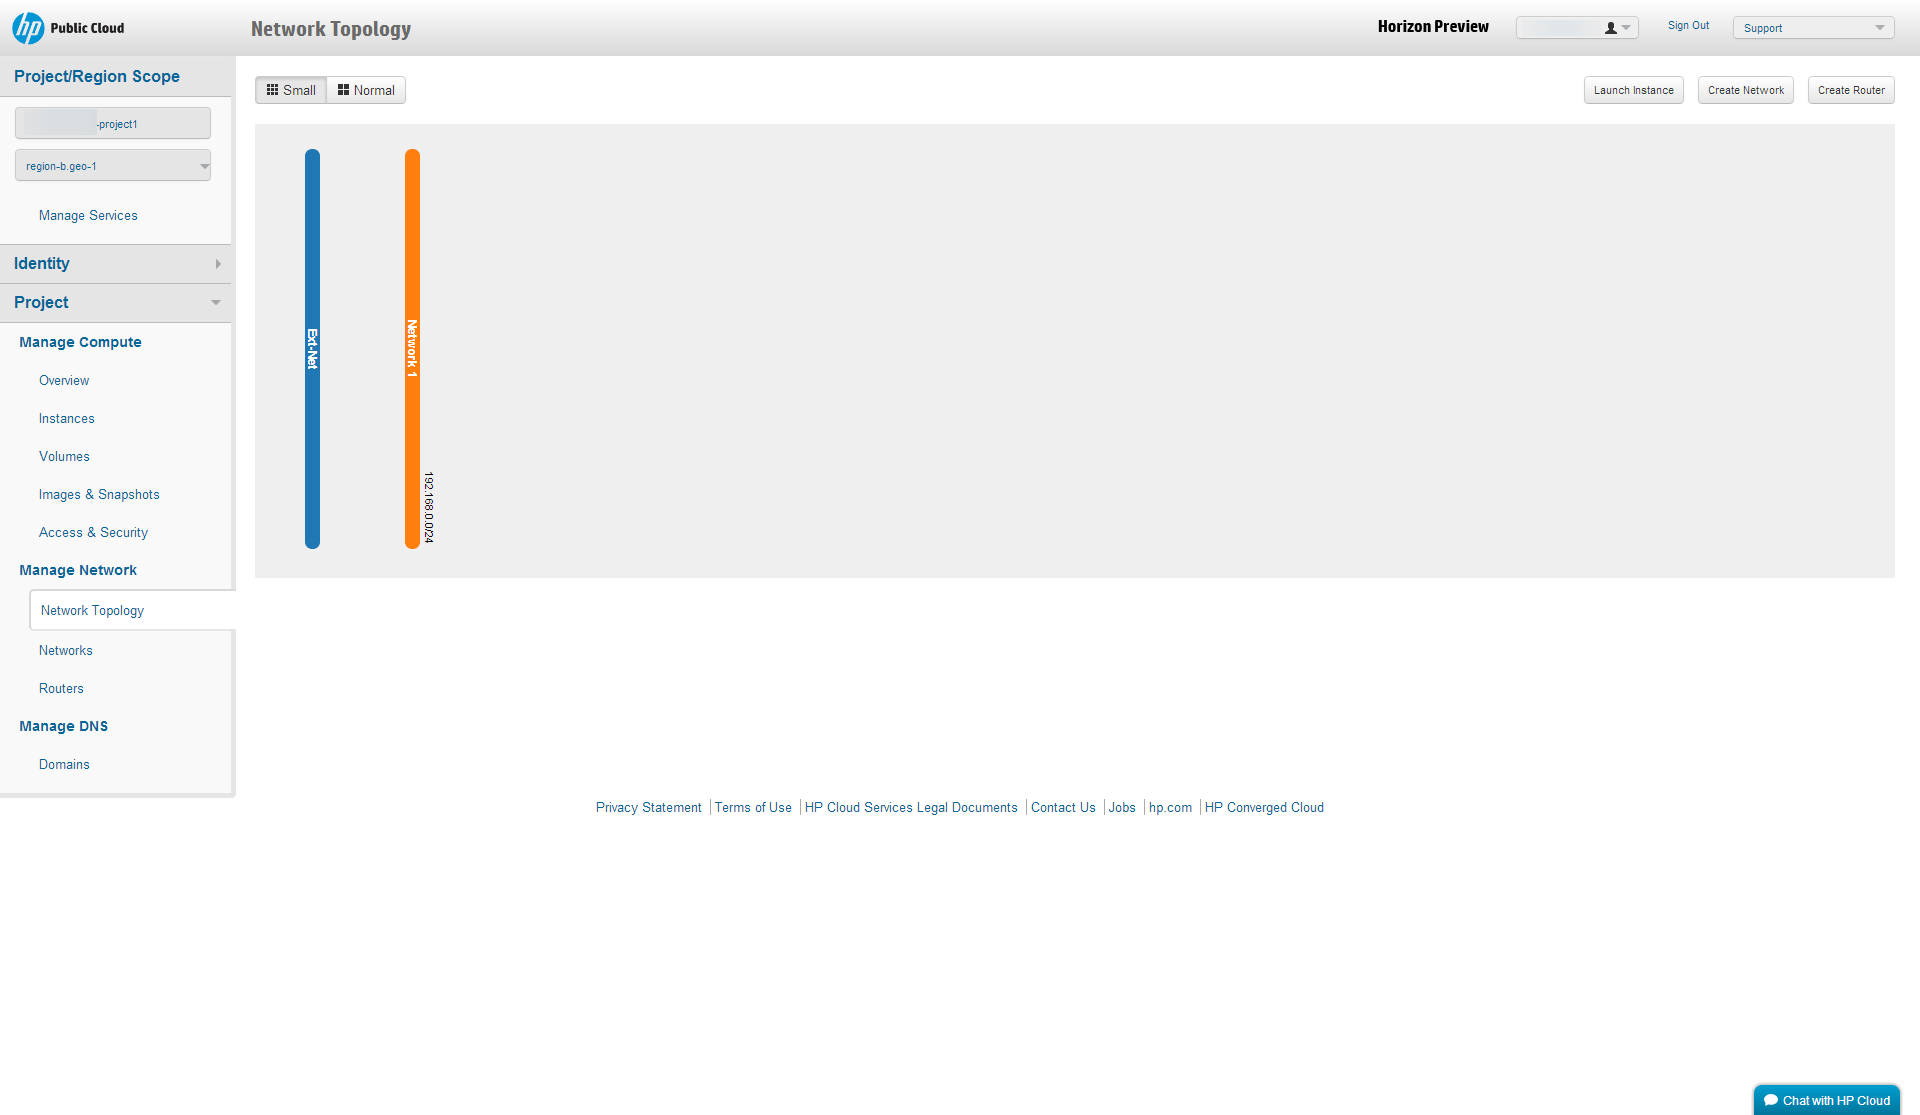 hp Public Cloud
Network Topology
Horizon Preview
Sign Out
Support
Project/Region Scope
-project1
region-b.geo-1
Manage Services
Identity
Project
Manage Compute
Overview
Instances
Volumes
Images & Snapshots
Access & Security
Manage Network
Network Topology
Networks
Routers
Manage DNS
Domains
Small
Normal
Launch Instance
Create Network
Create Router
Ext-Net
Network 1
192.168.0.0/24
Privacy Statement
Terms of Use
HP Cloud Services Legal Documents
Contact Us
Jobs
hp.com
HP Converged Cloud
Chat with HP Cloud